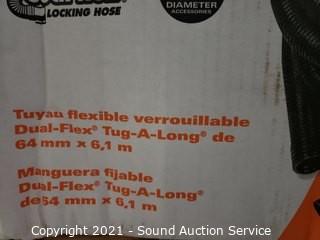 LOCKING HOSE
DIAMETER
ACCESSORIES
Tuyau flexible verrouillable
Dual-Flex® Tug-A-Long® de
64 mm x 6,1 m
Manguera fijable
Dual-Flex® Tug-A-Long®
de64 mm x 6,1 m
Copyright 2021 - Sound Auction Service